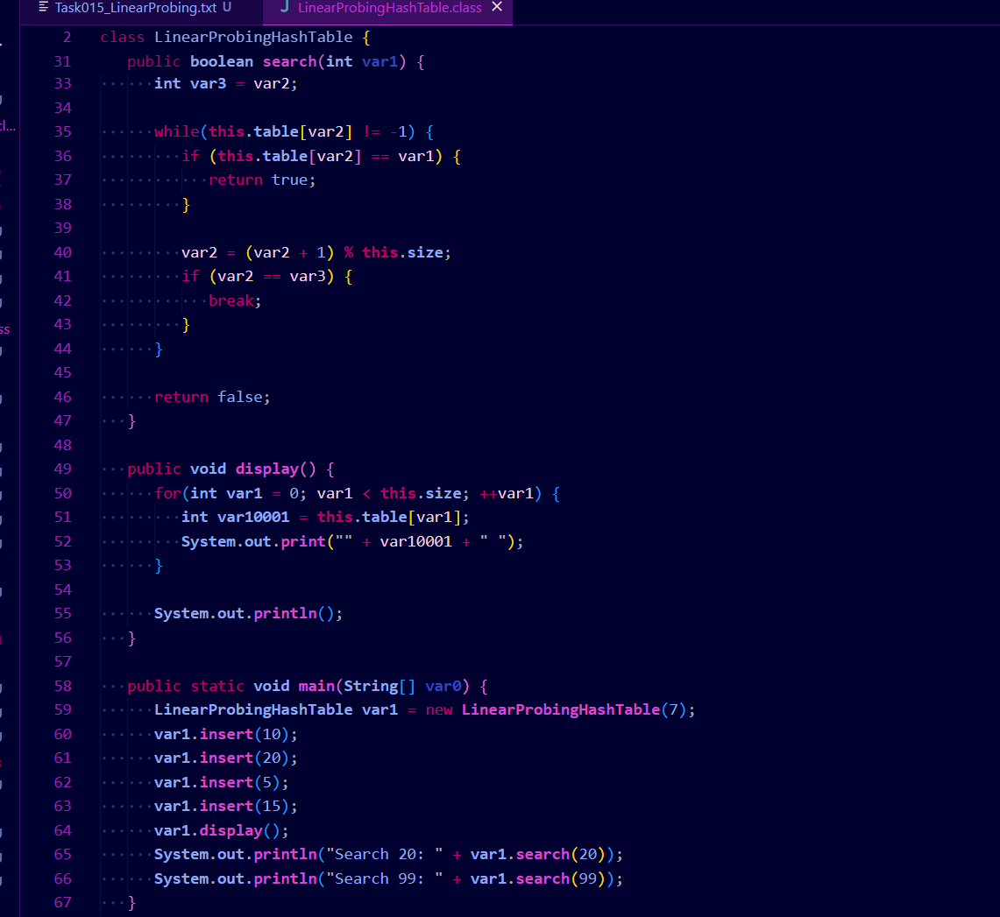 Task015_LinearProbing.txt U
J LinearProbingHashTable.class
2 class LinearProbingHashTable {
31 public boolean search(int var1) {
33 int var3 = var2;
34
35 while(this.table[var2] != -1) {
36 if (this.table[var2] == var1) {
37 return true;
38 }
39
40 var2 = (var2 + 1) % this.size;
41 if (var2 == var3) {
42 break;
43 }
44 }
45
46 return false;
47 }
48
49 public void display() {
50 for(int var1 = 0; var1 < this.size; ++var1) {
51 int var10001 = this.table[var1];
52 System.out.print("" + var10001 + " ");
53 }
54
55 System.out.println();
56 }
57
58 public static void main(String[] var0) {
59 LinearProbingHashTable var1 = new LinearProbingHashTable(7);
60 var1.insert(10);
61 var1.insert(20);
62 var1.insert(5);
63 var1.insert(15);
64 var1.display();
65 System.out.println("Search 20: " + var1.search(20));
66 System.out.println("Search 99: " + var1.search(99));
67 }